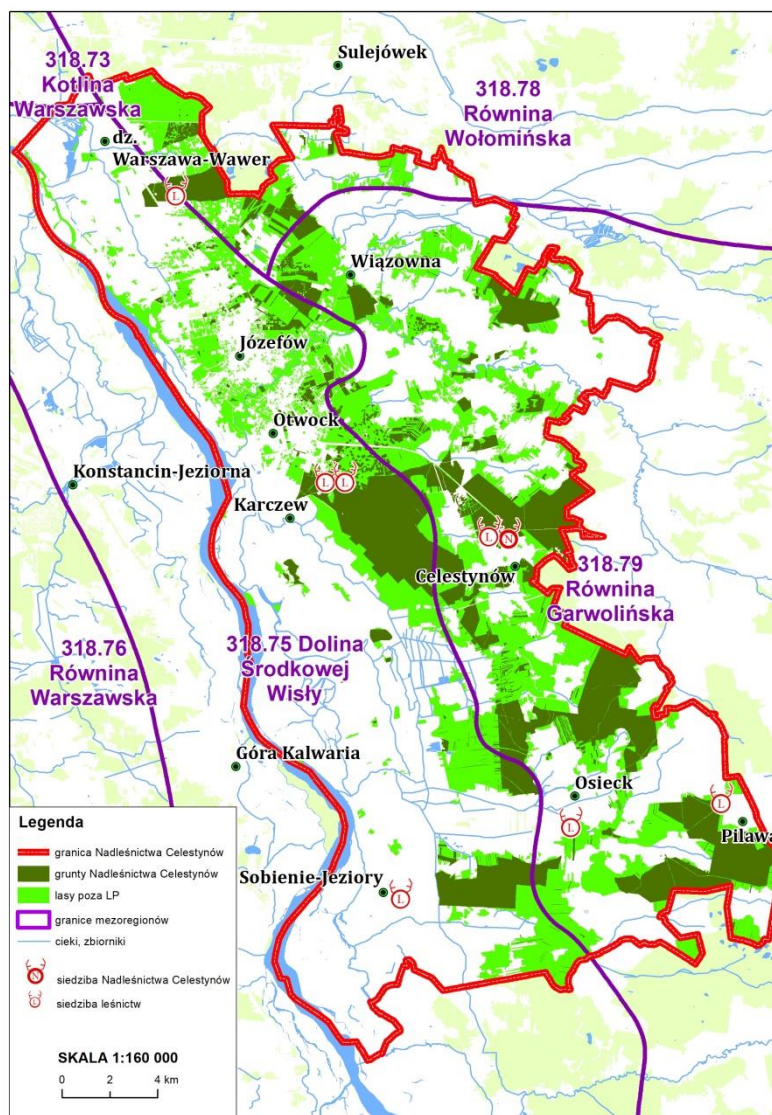 Sulejówek
318.73
Kotlina
Warszawska
318.78
Równina
Wołomińska
dz.
Warszawa-Wawer
L
Wiązowna
Józefów
Otwock
Konstancin-Jeziorna
L L
Karczew
L N
Celestynów
318.79
Równina
Garwolińska
318.76
Równina
Warszawska
318.75 Dolina
Środkowej
Wisły
Góra Kalwaria
Osieck
L
L
Pilawa
Sobienie-Jeziory
L
Legenda
granica Nadleśnictwa Celestynów
grunty Nadleśnictwa Celestynów
lasy poza LP
granice mezoregionów
cieki, zbiorniki
N siedziba Nadleśnictwa Celestynów
L siedziba leśnictw
SKALA 1:160 000
0 2 4 km